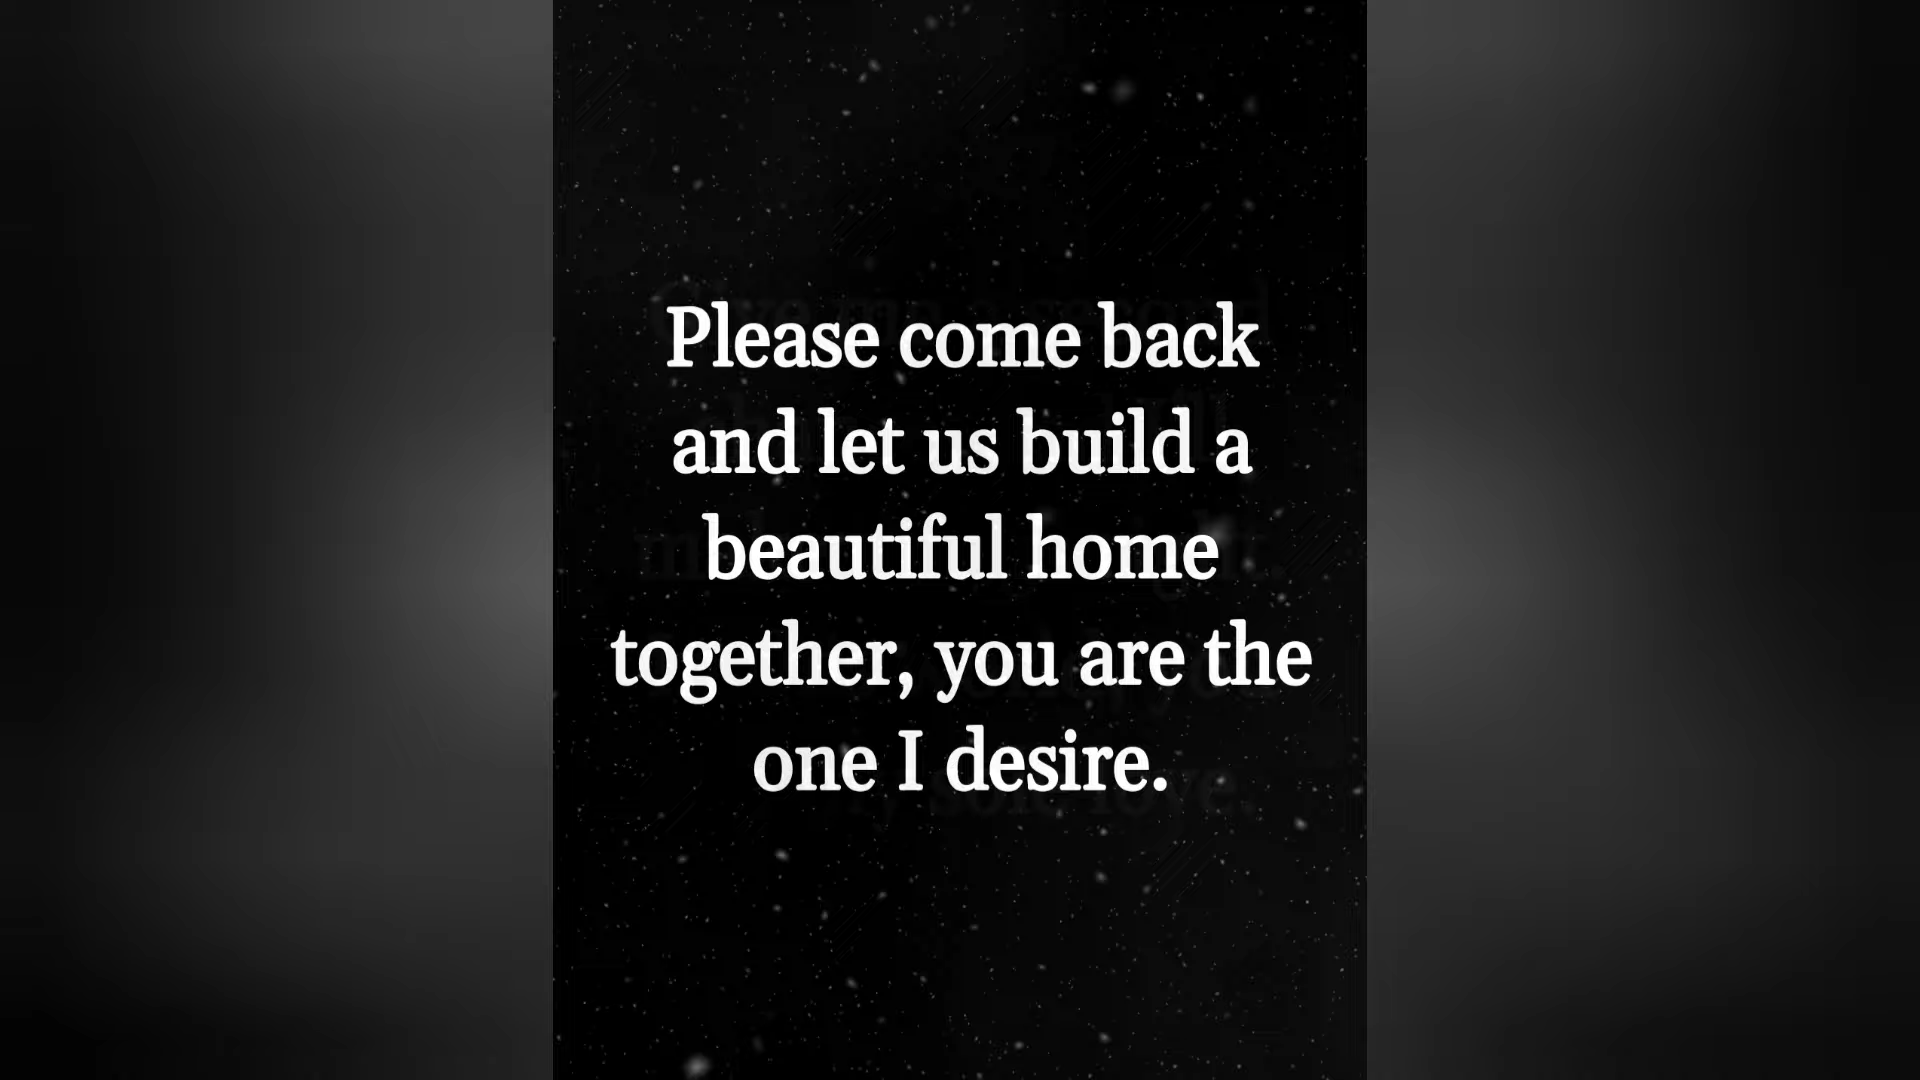 Please come back
and let us build a
beautiful home
together, you are the
one I desire.